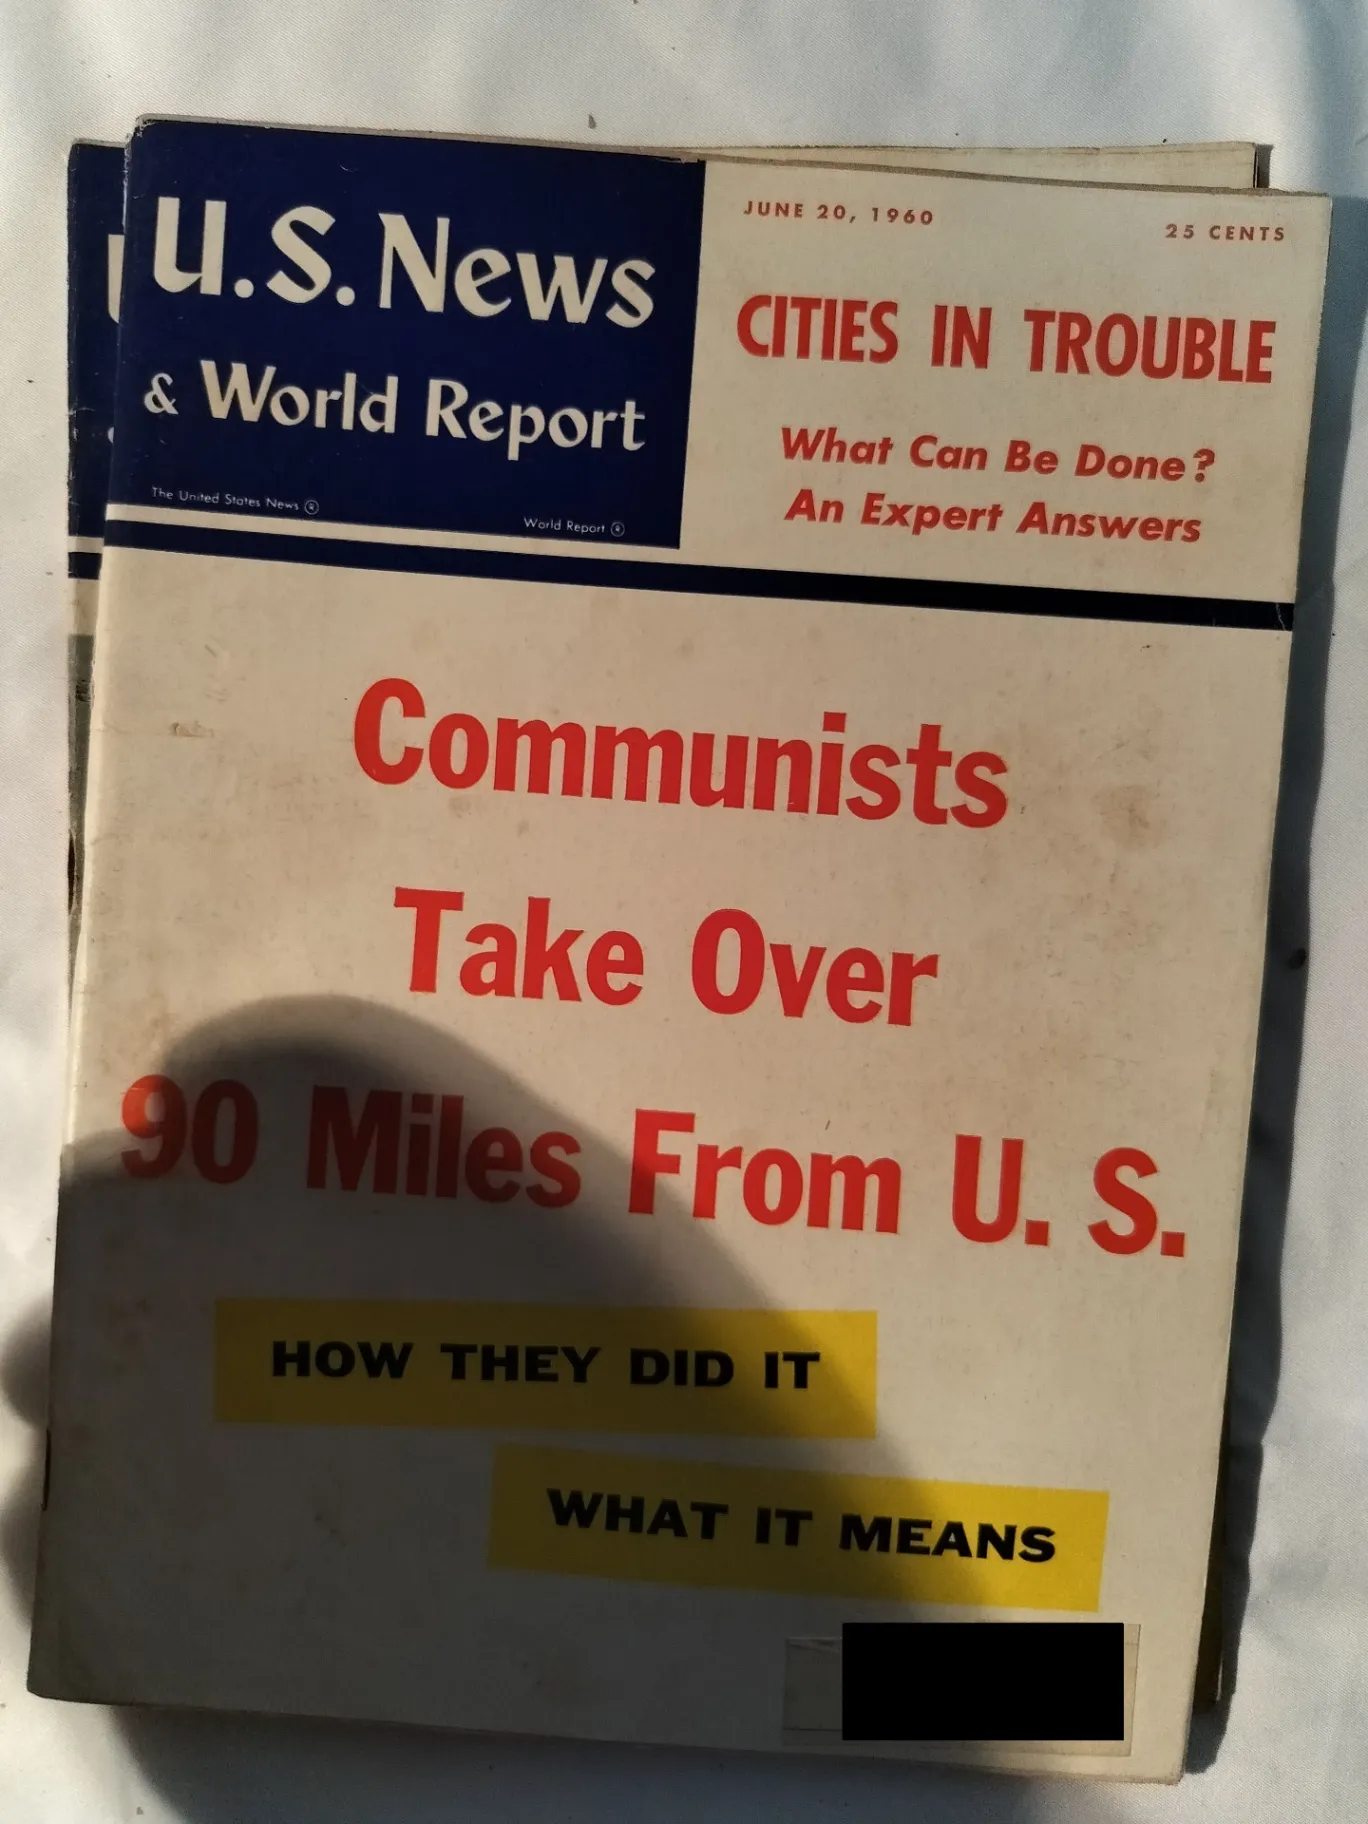 U.S. News
& World Report
The United States News ®
World Report ®
JUNE 20, 1960
25 CENTS
CITIES IN TROUBLE
What Can Be Done?
An Expert Answers
Communists
Take Over
90 Miles From U. S.
HOW THEY DID IT
WHAT IT MEANS